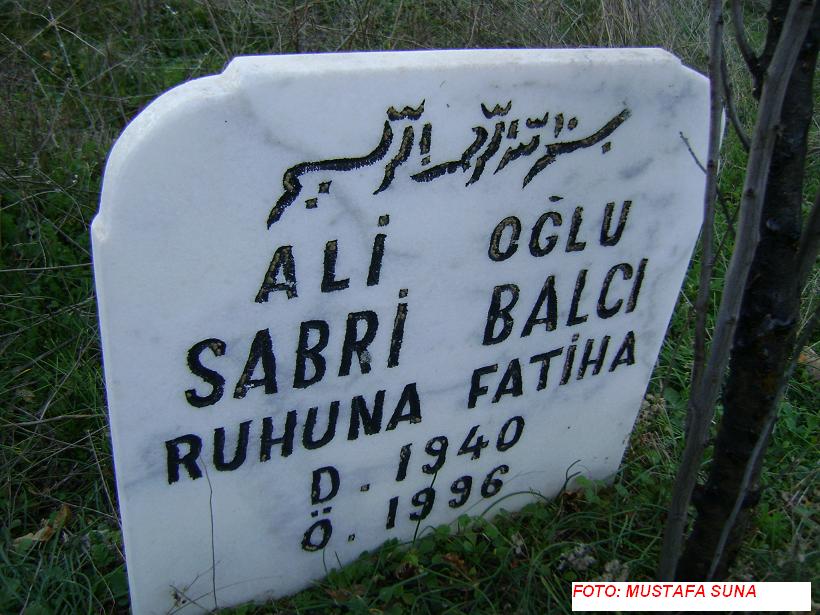 بسم الله الرحمن الرحيم
ALİ OĞLU
SABRİ BALCI
RUHUNA FATİHA
D. 1940
Ö. 1996
FOTO: MUSTAFA SUNA